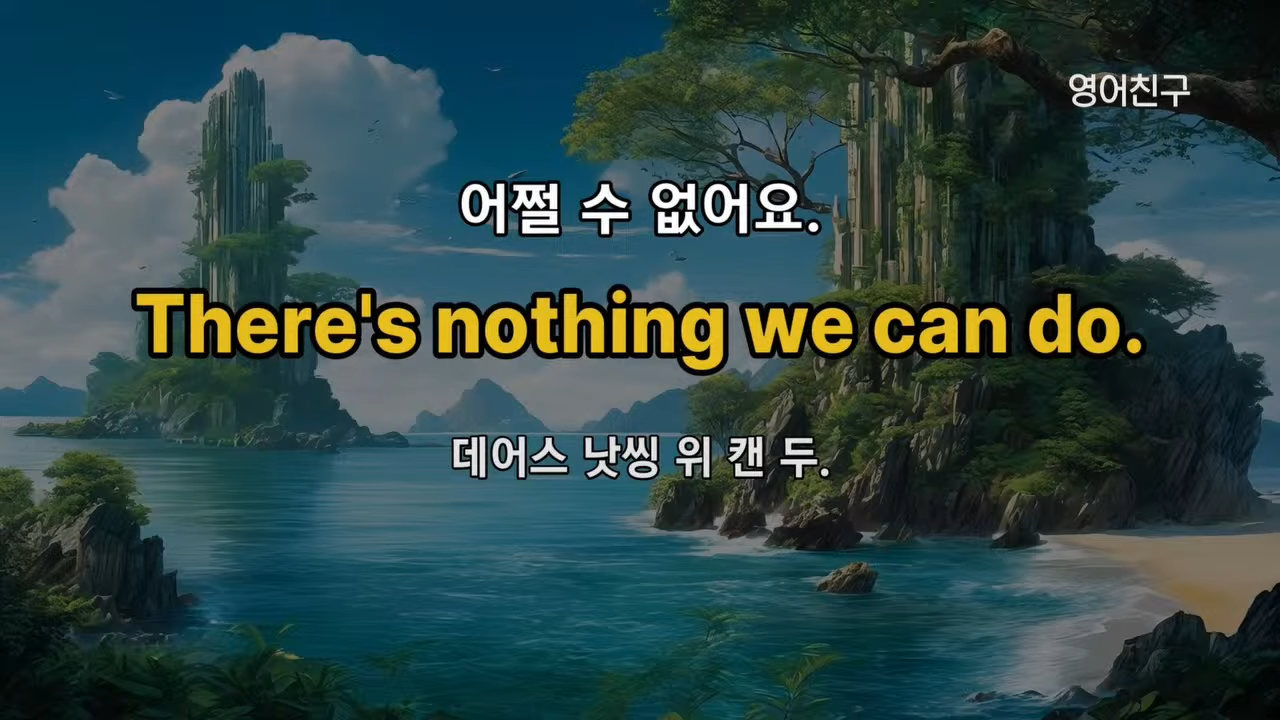 영어친구
어쩔 수 없어요.
There's nothing we can do.
데어스 낫씽 위 캔 두.